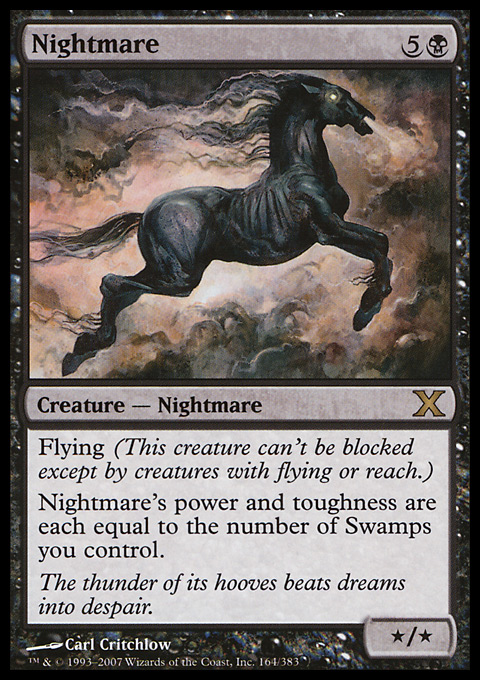 Nightmare 5
Creature — Nightmare X
Flying (This creature can't be blocked
except by creatures with flying or reach.)
Nightmare's power and toughness are
each equal to the number of Swamps
you control.
The thunder of its hooves beats dreams
into despair.
Carl Critchlow
★/★
™ & © 1993–2007 Wizards of the Coast, Inc. 164/383